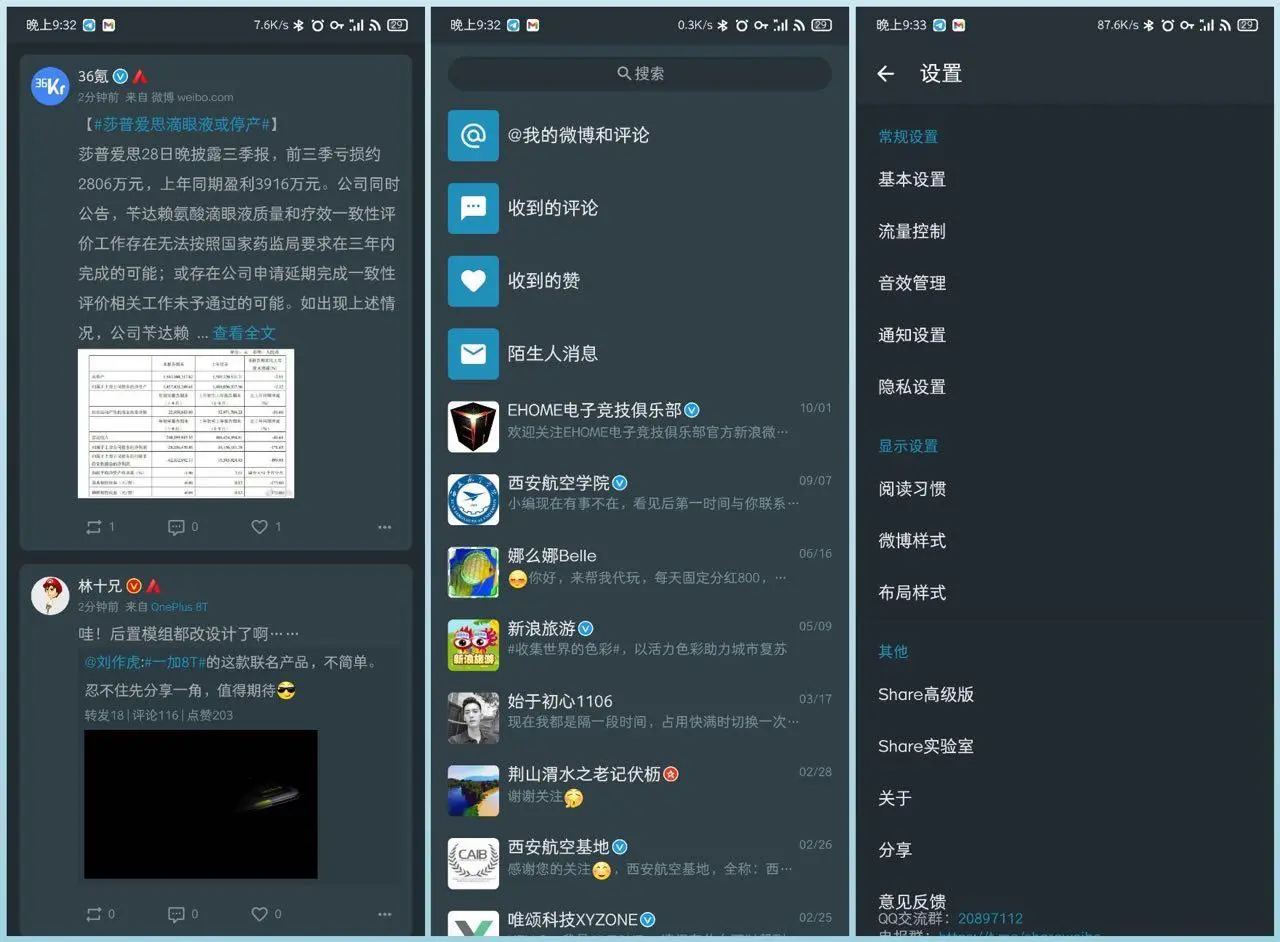 晚上9:32
7.6K/s
29
36Kr
36氪
2分钟前 来自 微博 weibo.com
【#莎普爱思滴眼液或停产#】
莎普爱思28日晚披露三季报，前三季亏损约
2806万元，上年同期盈利3916万元。公司同时
公告，苄达赖氨酸滴眼液质量和疗效一致性评
价工作存在无法按照国家药监局要求在三年内
完成的可能；或存在公司申请延期完成一致性
评价相关工作未予通过的可能。如出现上述情
况，公司苄达赖 ... 查看全文
1
0
1
林十兄
2分钟前 来自 OnePlus 8T
哇！后置模组都改设计了啊……
@刘作虎:#一加8T#的这款联名产品，不简单。
忍不住先分享一角，值得期待😎
转发18 | 评论116 | 点赞203
0
0
0
晚上9:32
0.3K/s
29
搜索
@我的微博和评论
收到的评论
收到的赞
陌生人消息
EHOME电子竞技俱乐部
10/01
欢迎关注EHOME电子竞技俱乐部官方新浪微…
西安航空学院
09/07
小编现在有事不在，看见后第一时间与你联系…
娜么娜Belle
06/16
😄你好，来帮我代玩，每天固定分红800，…
新浪旅游
05/09
#收集世界的色彩#，以活力色彩助力城市复苏
新浪旅游
始于初心1106
03/17
现在我都是隔一段时间，占用快满时切换一次…
荆山渭水之老记伏枥
02/28
谢谢关注
西安航空基地
02/26
CAIB
感谢您的关注😊，西安航空基地，全称：西…
唯颂科技XYZONE
02/25
晚上9:33
87.6K/s
29
设置
常规设置
基本设置
流量控制
音效管理
通知设置
隐私设置
显示设置
阅读习惯
微博样式
布局样式
其他
Share高级版
Share实验室
关于
分享
意见反馈
QQ交流群：20897112